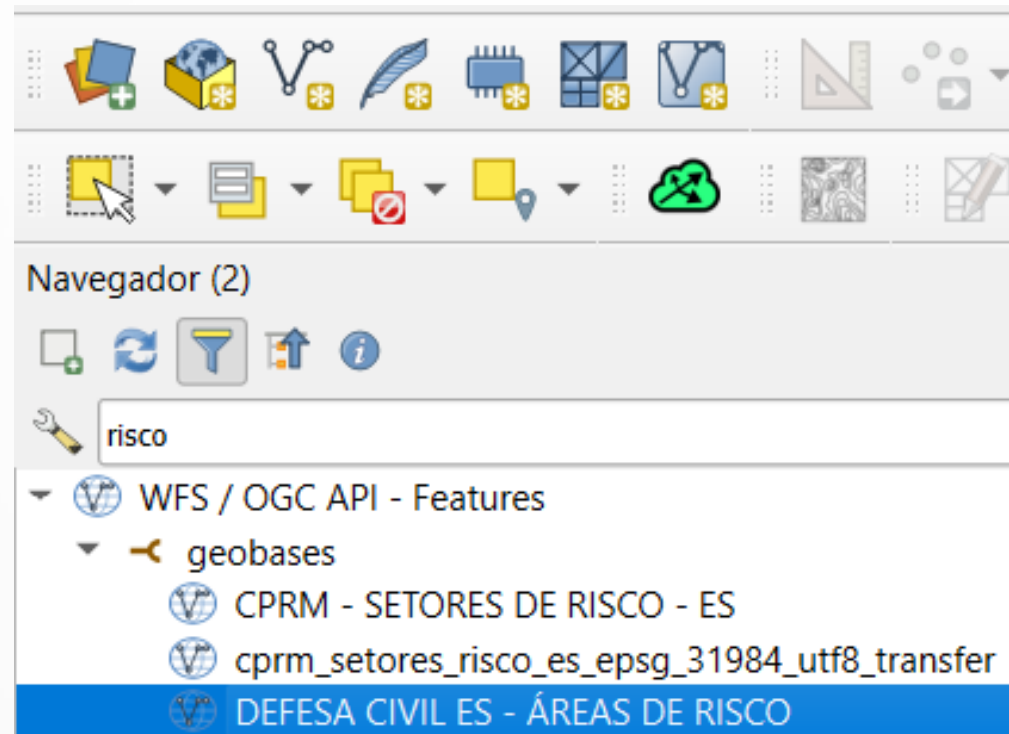 Navegador (2)
risco
WFS / OGC API - Features
geobases
CPRM - SETORES DE RISCO - ES
cprm_setores_risco_es_epsg_31984_utf8_transfer
DEFESA CIVIL ES - ÁREAS DE RISCO